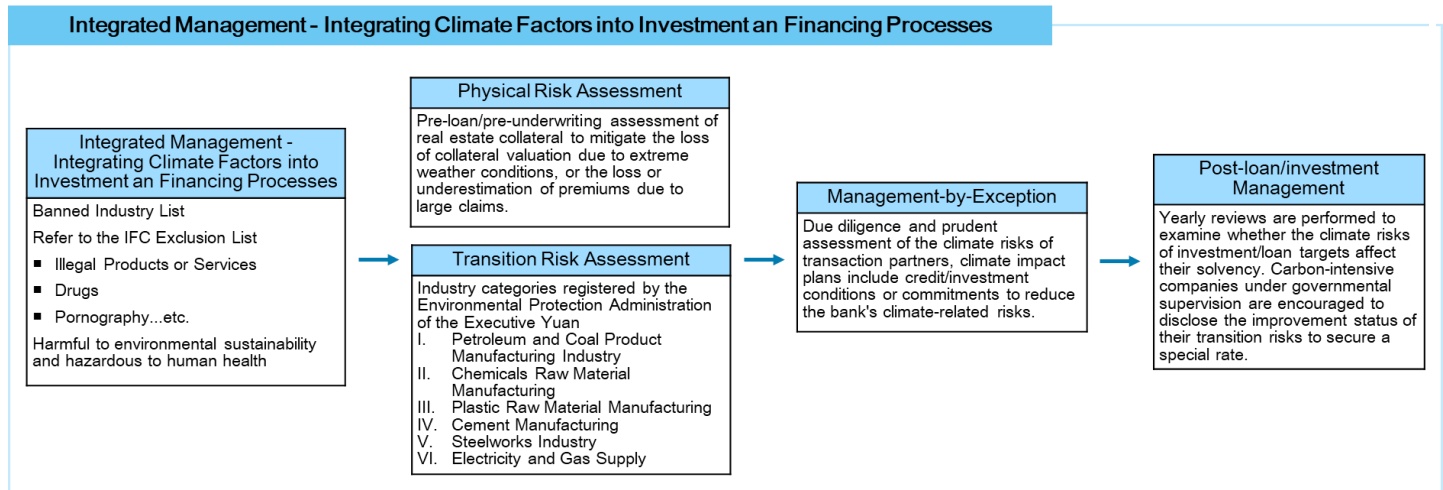 Integrated Management - Integrating Climate Factors into Investment an Financing Processes
Integrated Management -
Integrating Climate Factors into
Investment an Financing Processes
Banned Industry List
Refer to the IFC Exclusion List
■ Illegal Products or Services
■ Drugs
■ Pornography...etc.
Harmful to environmental sustainability
and hazardous to human health
Physical Risk Assessment
Pre-loan/pre-underwriting assessment of
real estate collateral to mitigate the loss
of collateral valuation due to extreme
weather conditions, or the loss or
underestimation of premiums due to
large claims.
Transition Risk Assessment
Industry categories registered by the
Environmental Protection Administration
of the Executive Yuan
I. Petroleum and Coal Product
Manufacturing Industry
II. Chemicals Raw Material
Manufacturing
III. Plastic Raw Material Manufacturing
IV. Cement Manufacturing
V. Steelworks Industry
VI. Electricity and Gas Supply
Management-by-Exception
Due diligence and prudent
assessment of the climate risks of
transaction partners, climate impact
plans include credit/investment
conditions or commitments to reduce
the bank's climate-related risks.
Post-loan/investment
Management
Yearly reviews are performed to
examine whether the climate risks
of investment/loan targets affect
their solvency. Carbon-intensive
companies under governmental
supervision are encouraged to
disclose the improvement status of
their transition risks to secure a
special rate.